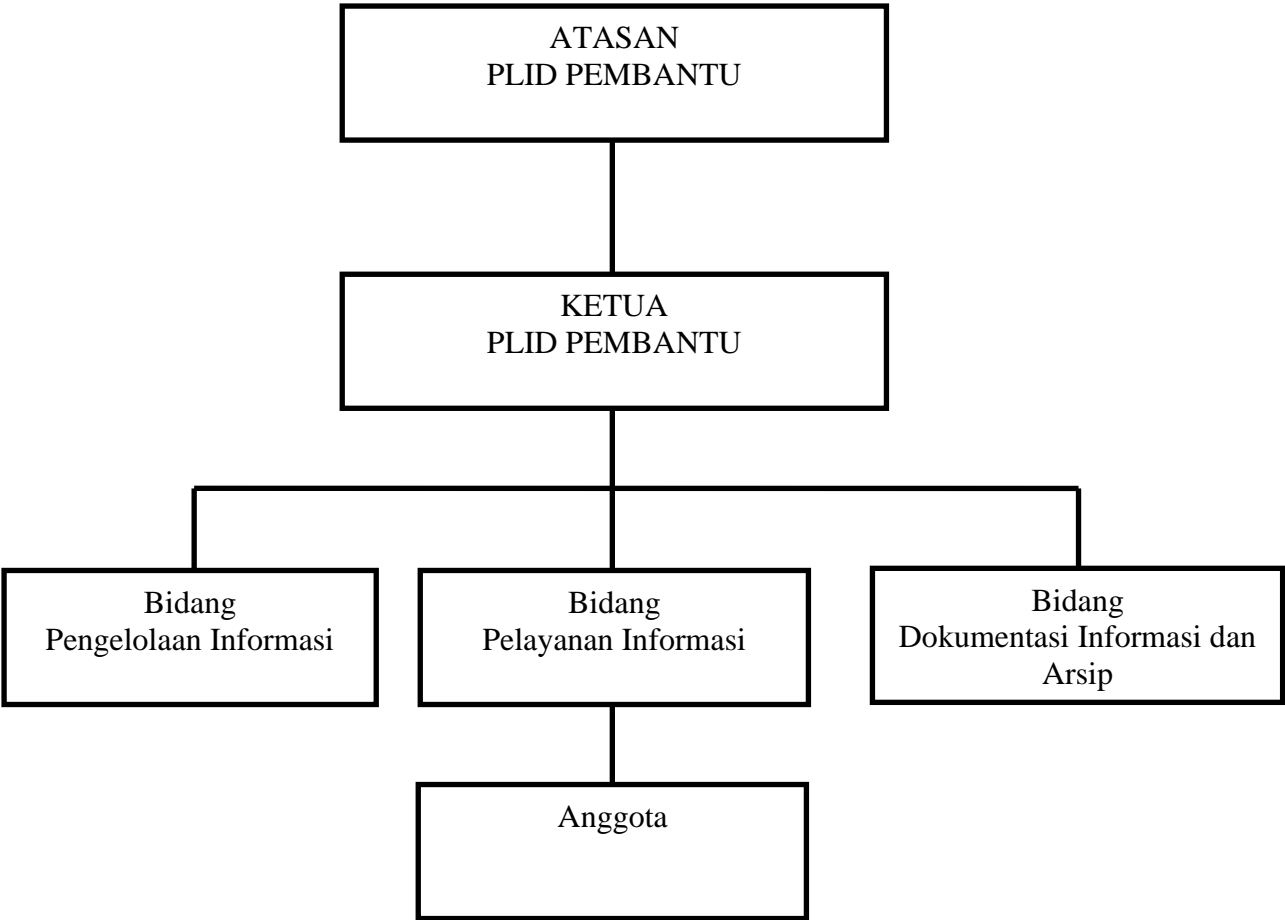 ATASAN
PLID PEMBANTU
KETUA
PLID PEMBANTU
Bidang
Pengelolaan Informasi
Bidang
Pelayanan Informasi
Bidang
Dokumentasi Informasi dan
Arsip
Anggota